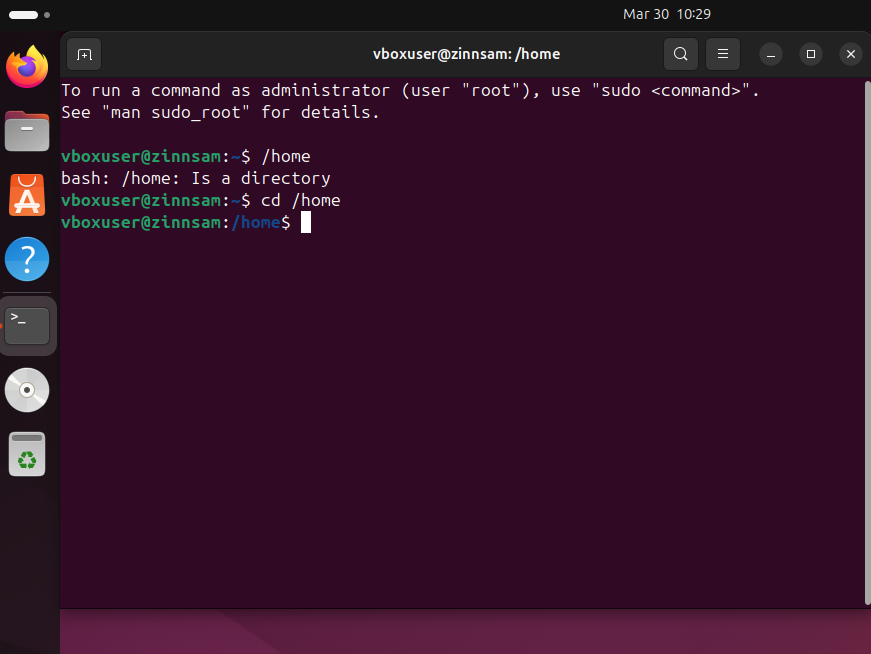 Mar 30 10:29
vboxuser@zinnsam: /home
To run a command as administrator (user "root"), use "sudo <command>".
See "man sudo_root" for details.
vboxuser@zinnsam:~$ /home
bash: /home: Is a directory
vboxuser@zinnsam:~$ cd /home
vboxuser@zinnsam:/home$